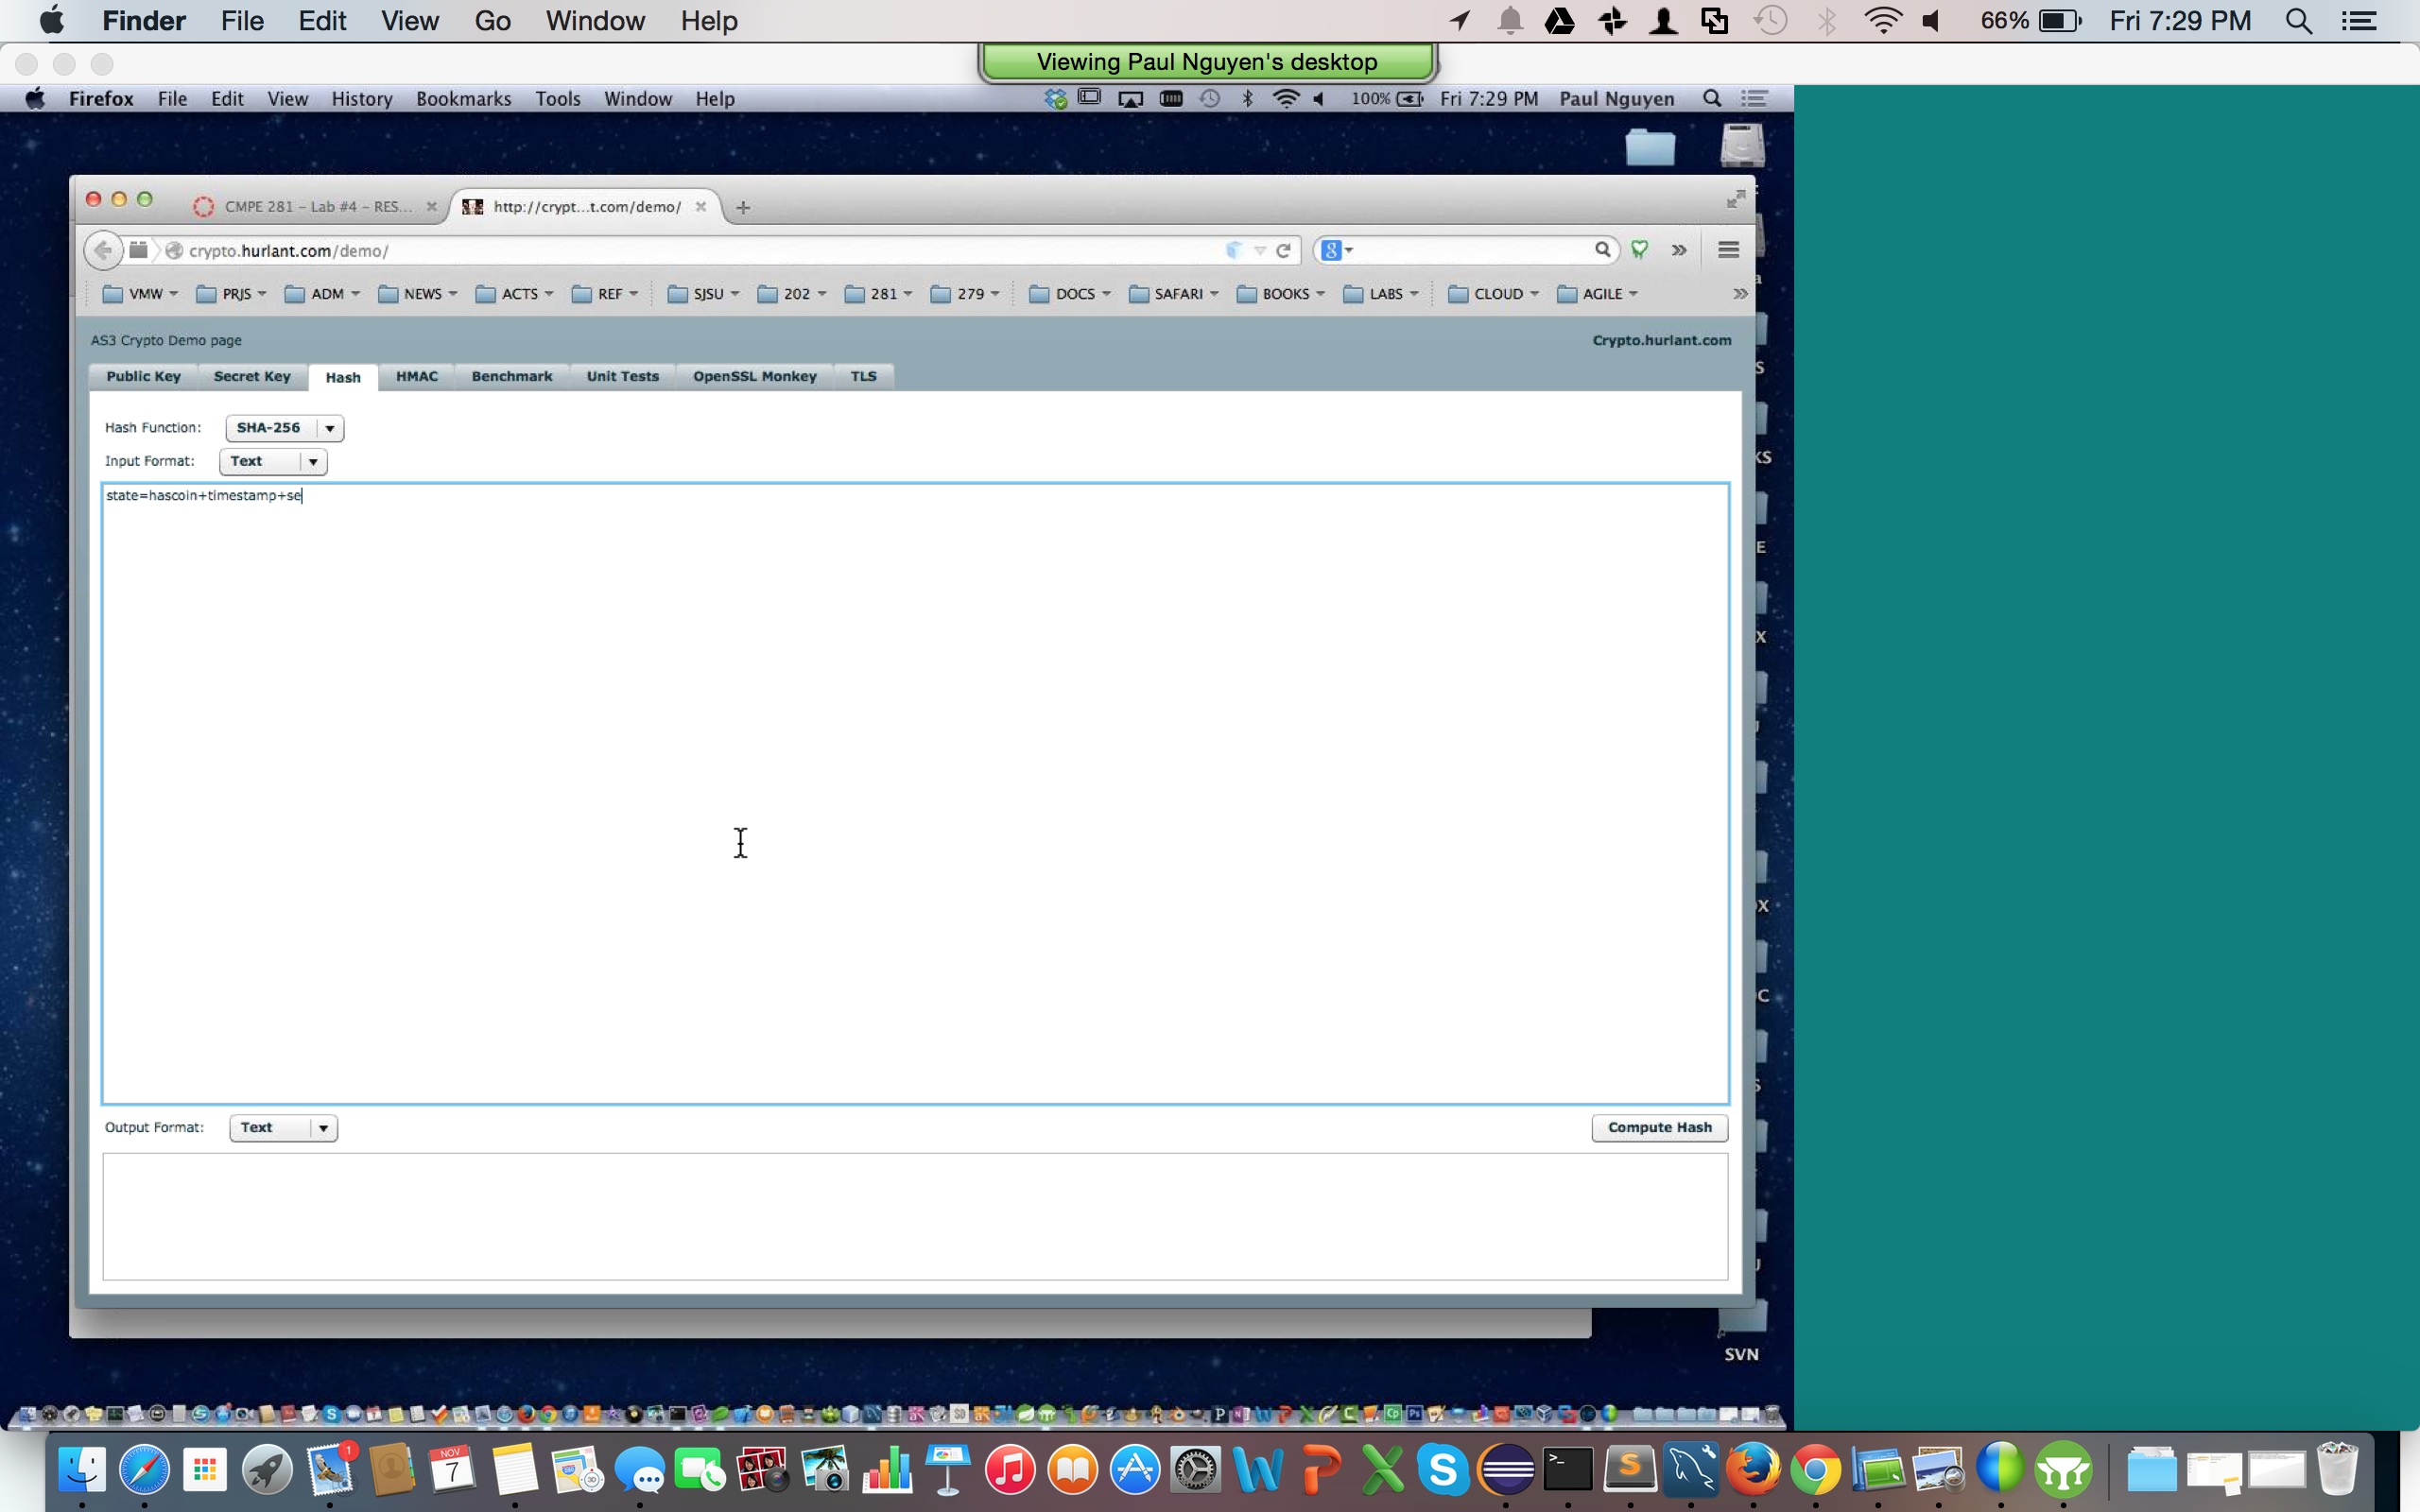 Finder File Edit View Go Window Help 66% Fri 7:29 PM
Viewing Paul Nguyen's desktop
Firefox File Edit View History Bookmarks Tools Window Help 100% Fri 7:29 PM Paul Nguyen
CMPE 281 - Lab #4 - RES... http://crypt...t.com/demo/
crypto.hurlant.com/demo/
VMW PRJS ADM NEWS ACTS REF SJSU 202 281 279 DOCS SAFARI BOOKS LABS CLOUD AGILE
AS3 Crypto Demo page Crypto.hurlant.com
Public Key Secret Key Hash HMAC Benchmark Unit Tests OpenSSL Monkey TLS
Hash Function: SHA-256
Input Format: Text
state=hascoin+timestamp+se
Output Format: Text Compute Hash
SVN
NOV
7